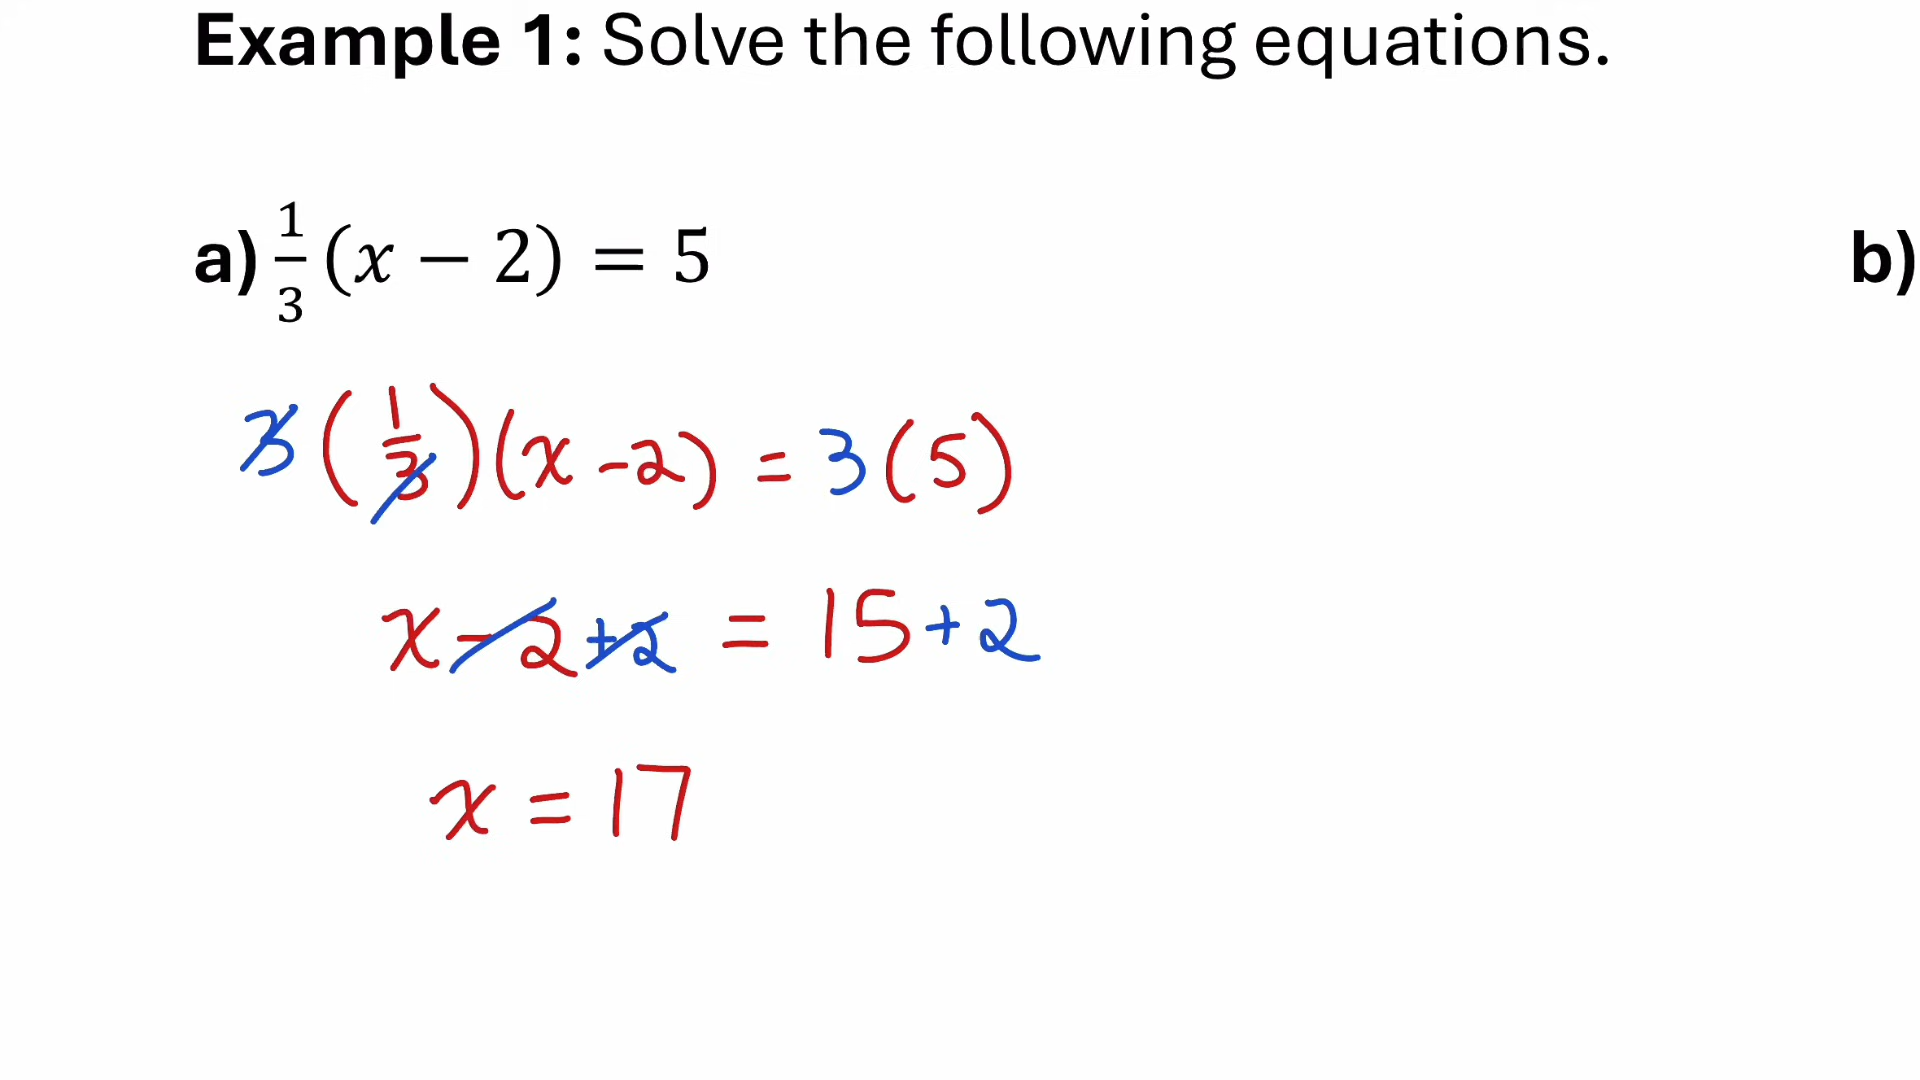 Example 1: Solve the following equations.
a) 1/3 (x − 2) = 5
b)
3(1/3)(x - 2) = 3(5)
x - 2 + 2 = 15 + 2
x = 17